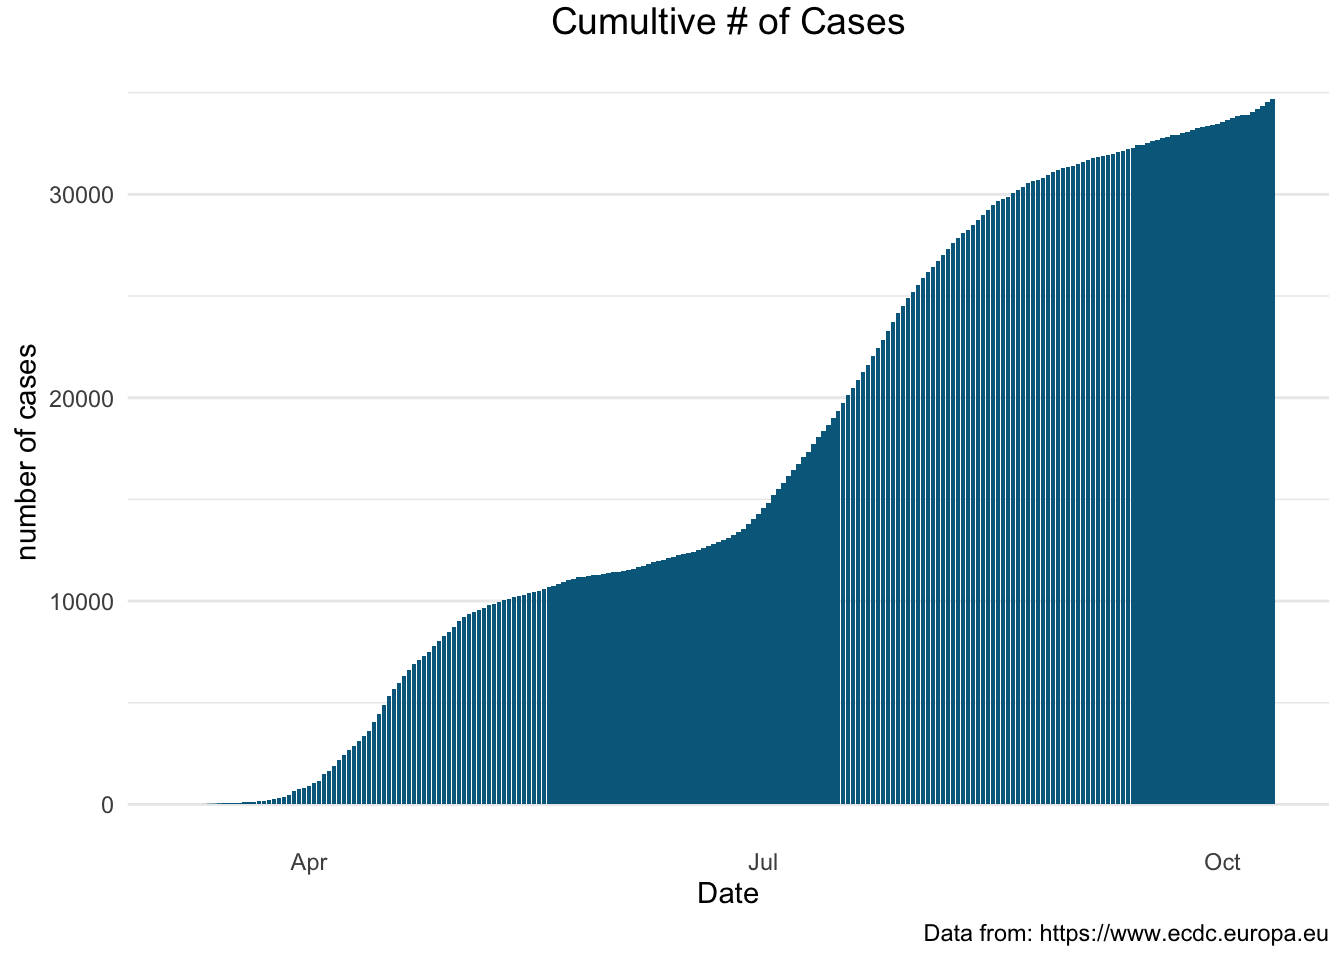 Cumultive # of Cases
number of cases
30000
20000
10000
0
Apr Jul Oct
Date
Data from: https://www.ecdc.europa.eu